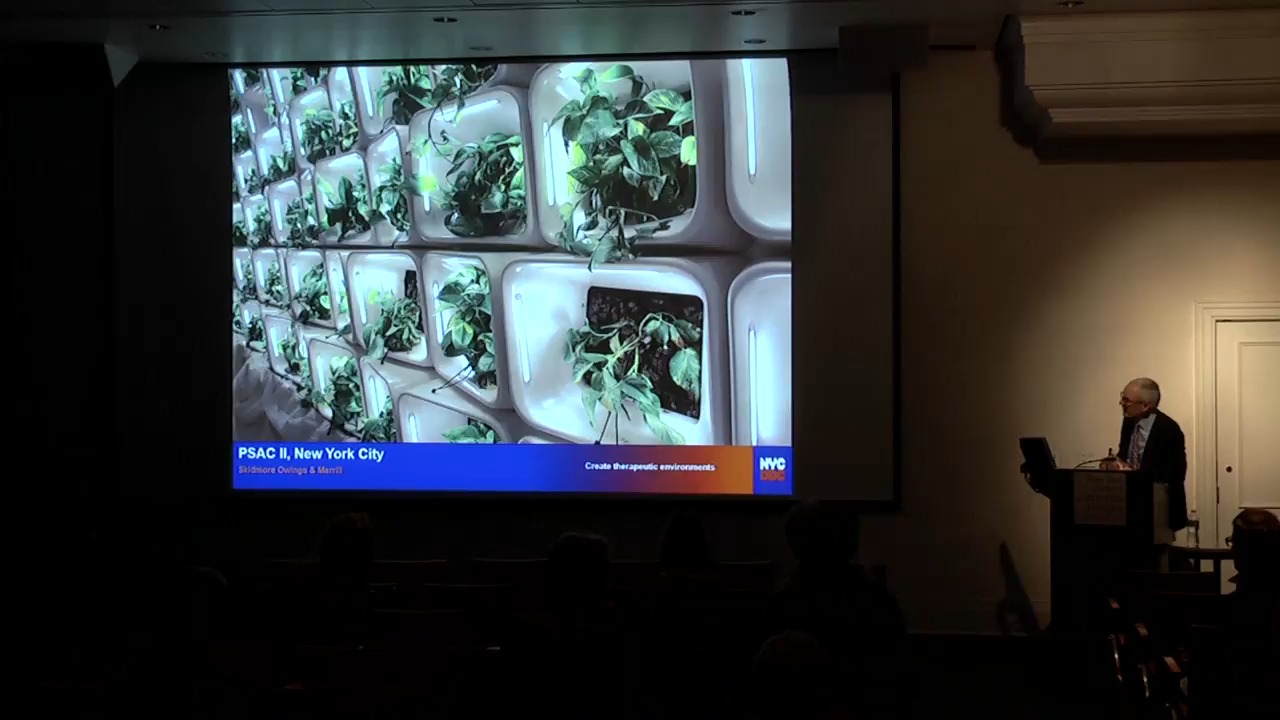 PSAC II, New York City
Skidmore Owings & Merrill
Create therapeutic environments
NYC
DDC